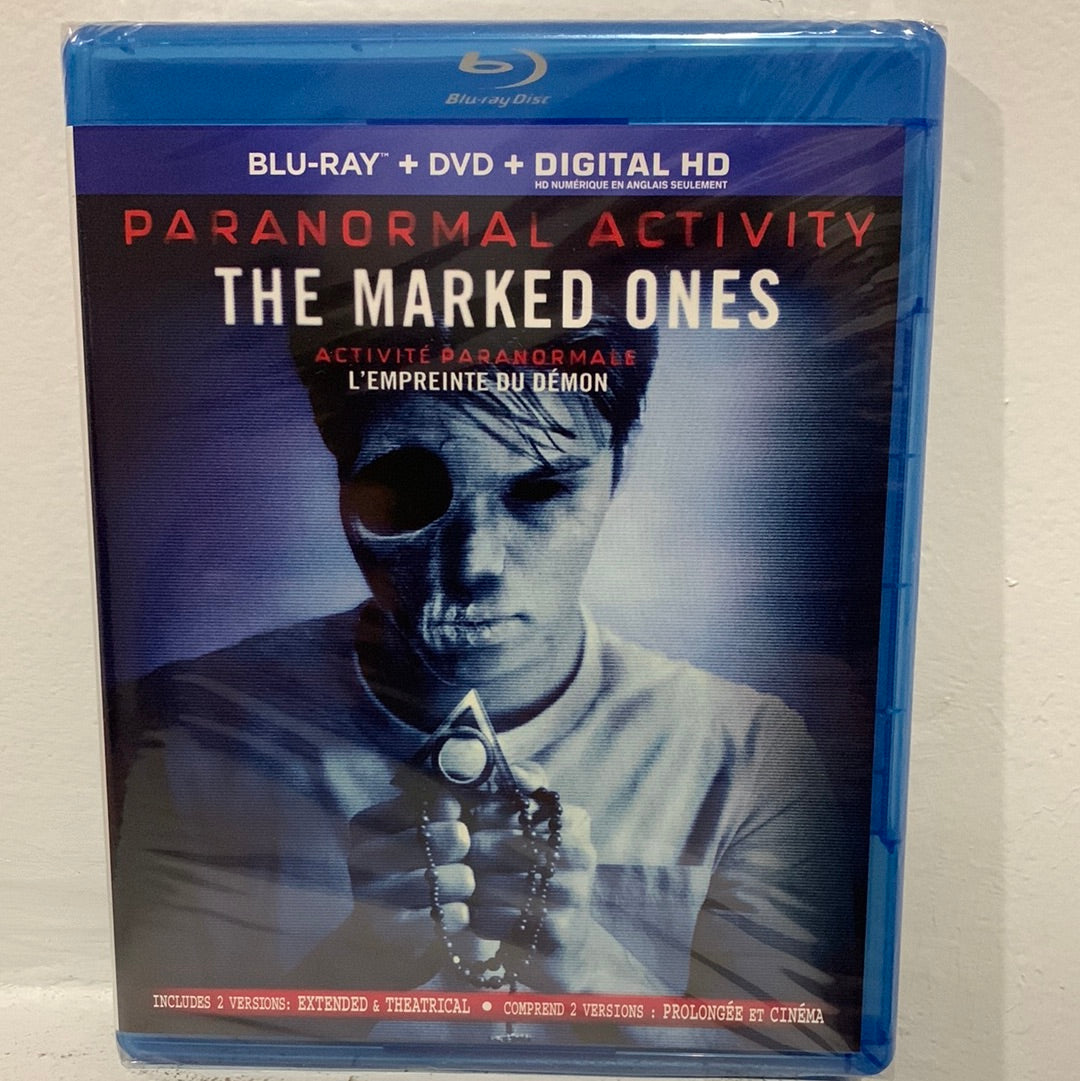 Blu-ray Disc
BLU-RAY™ + DVD + DIGITAL HD
HD NUMÉRIQUE EN ANGLAIS SEULEMENT
PARANORMAL ACTIVITY
THE MARKED ONES
ACTIVITÉ PARANORMALE
L'EMPREINTE DU DÉMON
INCLUDES 2 VERSIONS: EXTENDED & THEATRICAL • COMPREND 2 VERSIONS : PROLONGÉE ET CINÉMA